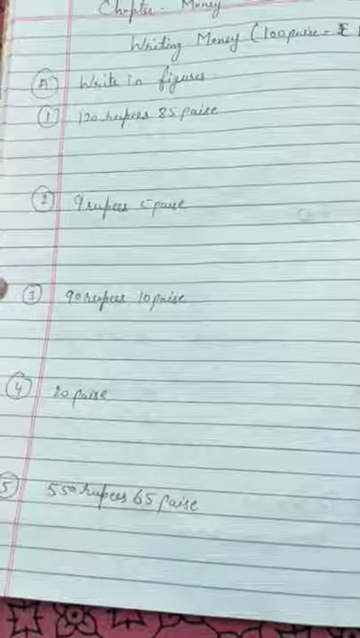 Chapter - Money
Writing Money (100 paise = ₹ 1
Write in figures.
① 120 rupees 85 paise
② 9 rupees 5 paise
③ 90 rupees 10 paise
④ 20 paise
⑤ 550 rupees 65 paise